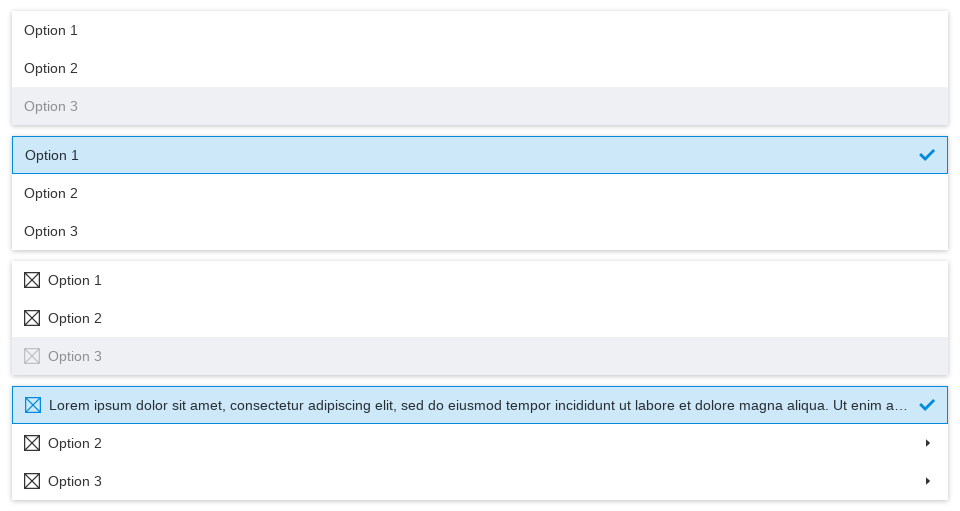 Option 1
Option 2
Option 3
Option 1
Option 2
Option 3
Option 1
Option 2
Option 3
Lorem ipsum dolor sit amet, consectetur adipiscing elit, sed do eiusmod tempor incididunt ut labore et dolore magna aliqua. Ut enim a…
Option 2
Option 3